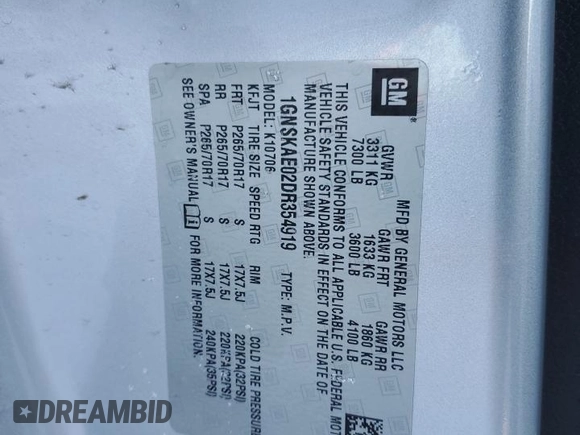 GM
MFD BY GENERAL MOTORS LLC
GVWR GAWR FRT GAWR RR
3311 KG 1633 KG 1860 KG
7300 LB 3600 LB 4100 LB
THIS VEHICLE CONFORMS TO ALL APPLICABLE U.S. FEDERAL MOTOR
VEHICLE SAFETY STANDARDS IN EFFECT ON THE DATE OF
MANUFACTURE SHOWN ABOVE.
1GNSKAE02DR354919 TYPE: M.P.V.
K10706
KFJT TIRE SIZE SPEED RTG RIM COLD TIRE PRESSURE
FRT P265/70R17 S 17X7.5J 220KPA(32PSI)
RR P265/70R17 S 17X7.5J 220KPA(32PSI)
SPA P265/70R17 S 17X7.5J 240KPA(35PSI)
SEE OWNER'S MANUAL FOR MORE INFORMATION.
DREAMBID